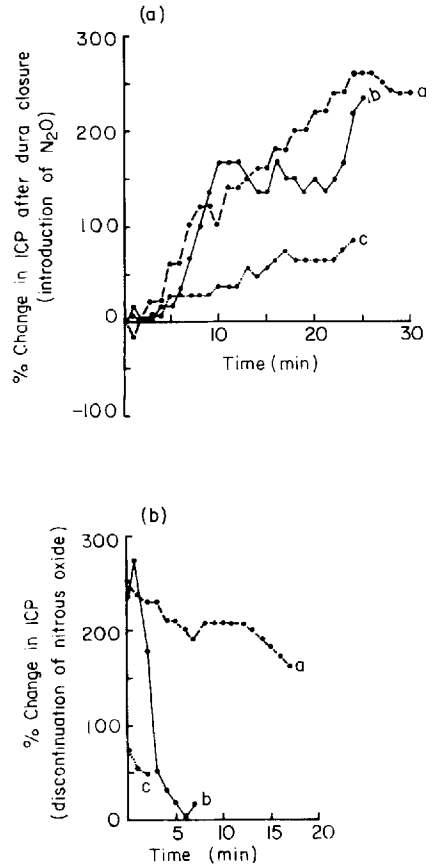 (a)
% Change in ICP after dura closure
(introduction of N₂O)
300
200
100
0
-100
10
20
30
Time (min)
a
b
c
(b)
% Change in ICP
(discontinuation of nitrous oxide)
300
200
100
0
5
10
15
20
Time (min)
a
b
c